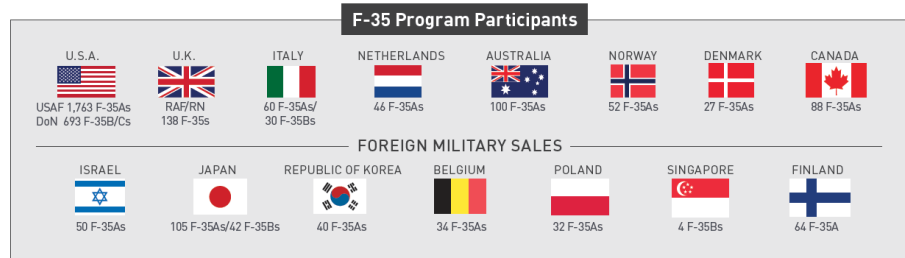 F-35 Program Participants
U.S.A.
USAF 1,763 F-35As
DoN 693 F-35B/Cs
U.K.
RAF/RN
138 F-35s
ITALY
60 F-35As/
30 F-35Bs
NETHERLANDS
46 F-35As
AUSTRALIA
100 F-35As
NORWAY
52 F-35As
DENMARK
27 F-35As
CANADA
88 F-35As
FOREIGN MILITARY SALES
ISRAEL
50 F-35As
JAPAN
105 F-35As/42 F-35Bs
REPUBLIC OF KOREA
40 F-35As
BELGIUM
34 F-35As
POLAND
32 F-35As
SINGAPORE
4 F-35Bs
FINLAND
64 F-35A